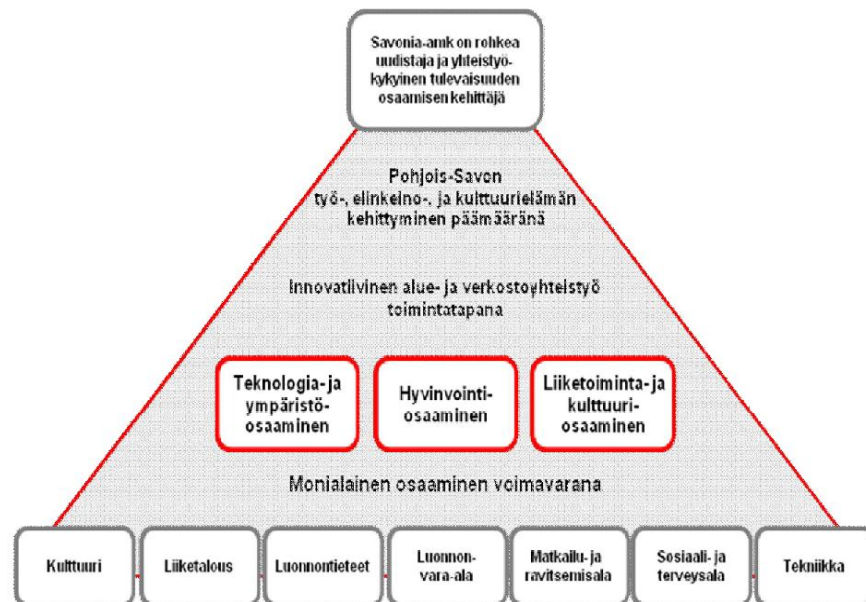 Savonia-amk on rohkea
uudistaja ja yhteistyö-
kykyinen tulevaisuuden
osaamisen kehittäjä
Pohjois-Savon
työ-, elinkeino-, ja kulttuurielämän
kehittyminen päämääränä
Innovatiivinen alue- ja verkostoyhteistyö
toimintatapana
Teknologia- ja
ympäristö-
osaaminen
Hyvinvointi-
osaaminen
Liiketoiminta- ja
kulttuuri-
osaaminen
Monialainen osaaminen voimavarana
Kulttuuri
Liiketalous
Luonnontieteet
Luonnon-
vara-ala
Matkailu- ja
ravitsemisala
Sosiaali- ja
terveysala
Tekniikka